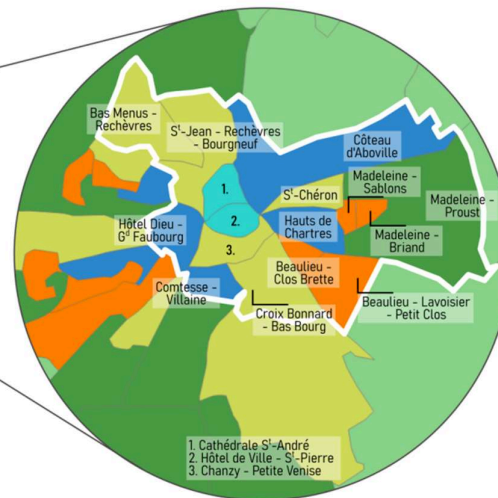 Bas Menus -
Rechèvres
Sᵗ-Jean - Rechèvres
- Bourgneuf
Côteau
d'Aboville
Madeleine -
Sablons
1.
Sᵗ-Chéron
Madeleine -
Proust
2.
Hôtel Dieu -
Gᵈ Faubourg
Hauts de
Chartres
Madeleine -
Briand
3.
Beaulieu -
Clos Brette
Comtesse -
Villaine
Beaulieu - Lavoisier
- Petit Clos
Croix Bonnard
- Bas Bourg
1. Cathédrale Sᵗ-André
2. Hôtel de Ville - Sᵗ-Pierre
3. Chanzy - Petite Venise